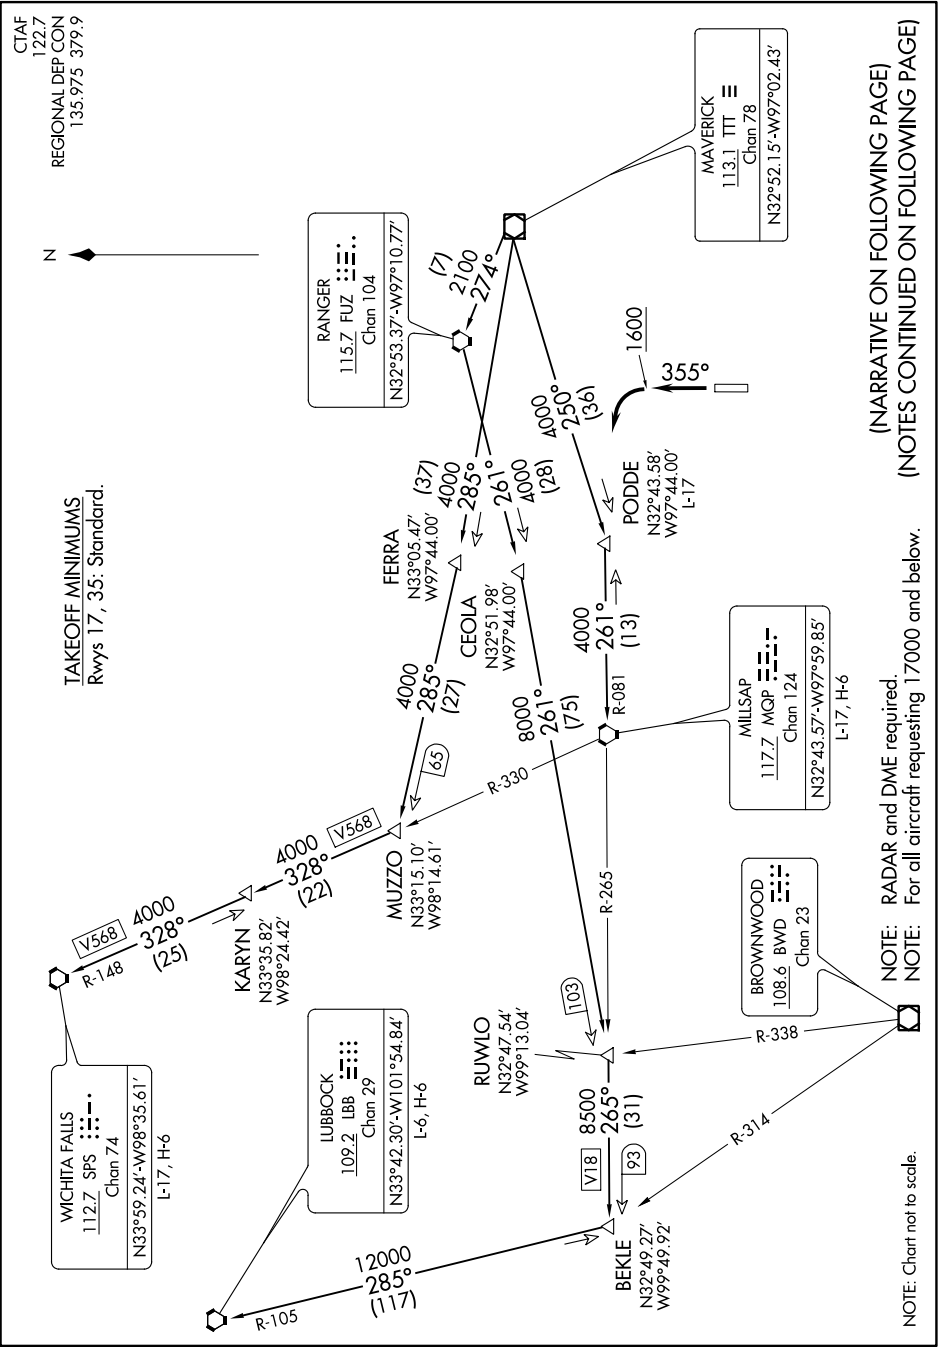 CTAF
122.7
REGIONAL DEP CON
135.975 379.9
N
TAKEOFF MINIMUMS
Rwys 17, 35: Standard.
WICHITA FALLS
112.7 SPS
Chan 74
N33°59.24′-W98°35.61′
L-17, H-6
R-148
V568
4000
328°
(25)
KARYN
N33°35.82′
W98°24.42′
4000
328°
(22)
V568
MUZZO
N33°15.10′
W98°14.61′
65
4000
285°
(27)
FERRA
N33°05.47′
W97°44.00′
(37)
4000
285°
RANGER
115.7 FUZ
Chan 104
N32°53.37′-W97°10.77′
(7)
2100
274°
MAVERICK
113.1 TTT
Chan 78
N32°52.15′-W97°02.43′
LUBBOCK
109.2 LBB
Chan 29
N33°42.30′-W101°54.84′
L-6, H-6
R-105
12000
285°
(117)
BEKLE
N32°49.27′
W99°49.92′
8500
265°
(31)
V18
93
RUWLO
N32°47.54′
W99°13.04′
103
8000
261°
(75)
CEOLA
N32°51.98′
W97°44.00′
261°
4000
(28)
R-330
R-265
R-081
4000
261°
(13)
PODDE
N32°43.58′
W97°44.00′
L-17
4000
250°
(36)
1600
355°
MILLSAP
117.7 MQP
Chan 124
N32°43.57′-W97°59.85′
L-17, H-6
BROWNWOOD
108.6 BWD
Chan 23
R-338
R-314
NOTE: RADAR and DME required.
NOTE: For all aircraft requesting 17000 and below.
NOTE: Chart not to scale.
(NARRATIVE ON FOLLOWING PAGE)
(NOTES CONTINUED ON FOLLOWING PAGE)